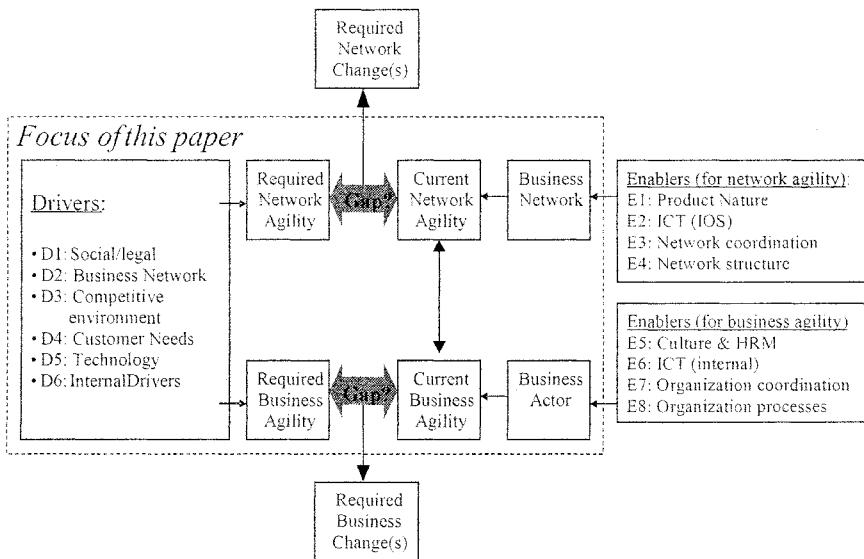 Required
Network
Change(s)
Focus of this paper
Drivers:
• D1: Social/legal
• D2: Business Network
• D3: Competitive
environment
• D4: Customer Needs
• D5: Technology
• D6: InternalDrivers
Required
Network
Agility
Gap?
Current
Network
Agility
Business
Network
Enablers (for network agility):
E1: Product Nature
E2: ICT (IOS)
E3: Network coordination
E4: Network structure
Required
Business
Agility
Gap?
Current
Business
Agility
Business
Actor
Enablers (for business agility)
E5: Culture & HRM
E6: ICT (internal)
E7: Organization coordination
E8: Organization processes
Required
Business
Change(s)